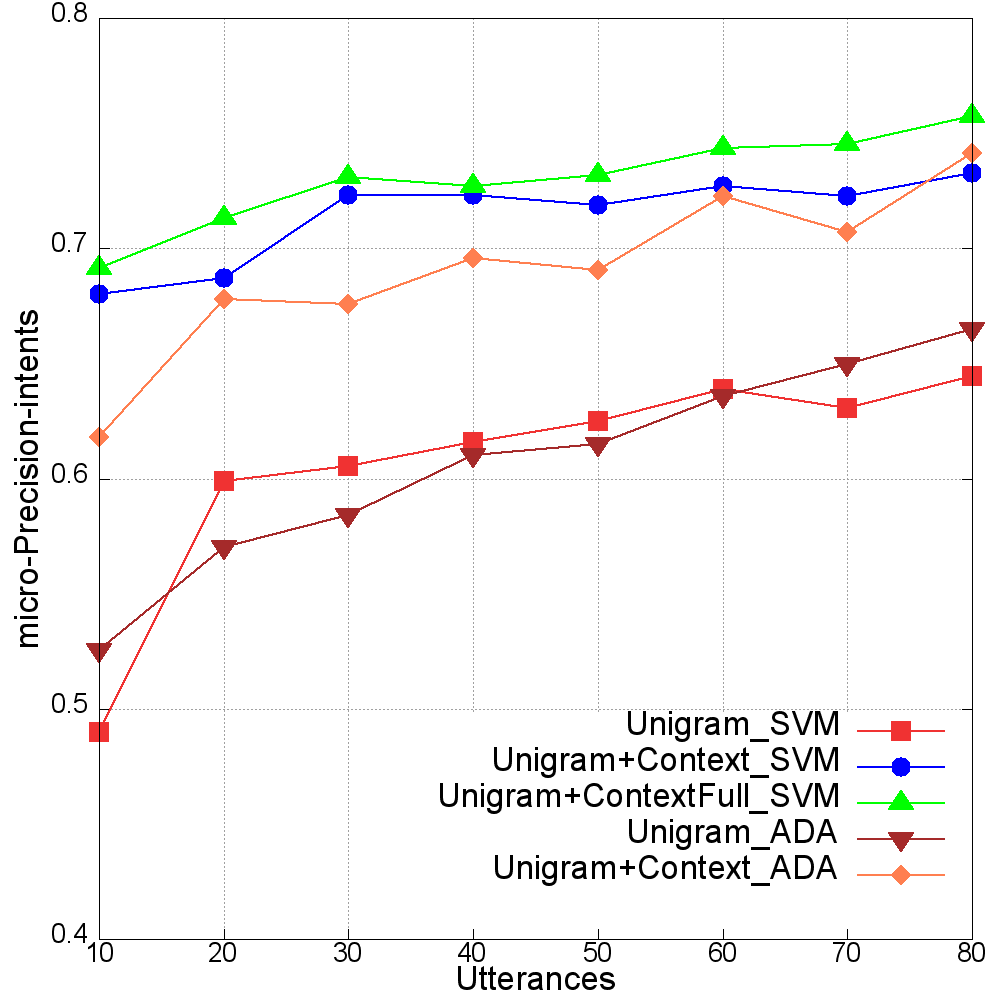 0.8
0.7
0.6
0.5
0.4
micro-Precision-intents
Unigram_SVM
Unigram+Context_SVM
Unigram+ContextFull_SVM
Unigram_ADA
Unigram+Context_ADA
10 20 30 40 50 60 70 80
Utterances